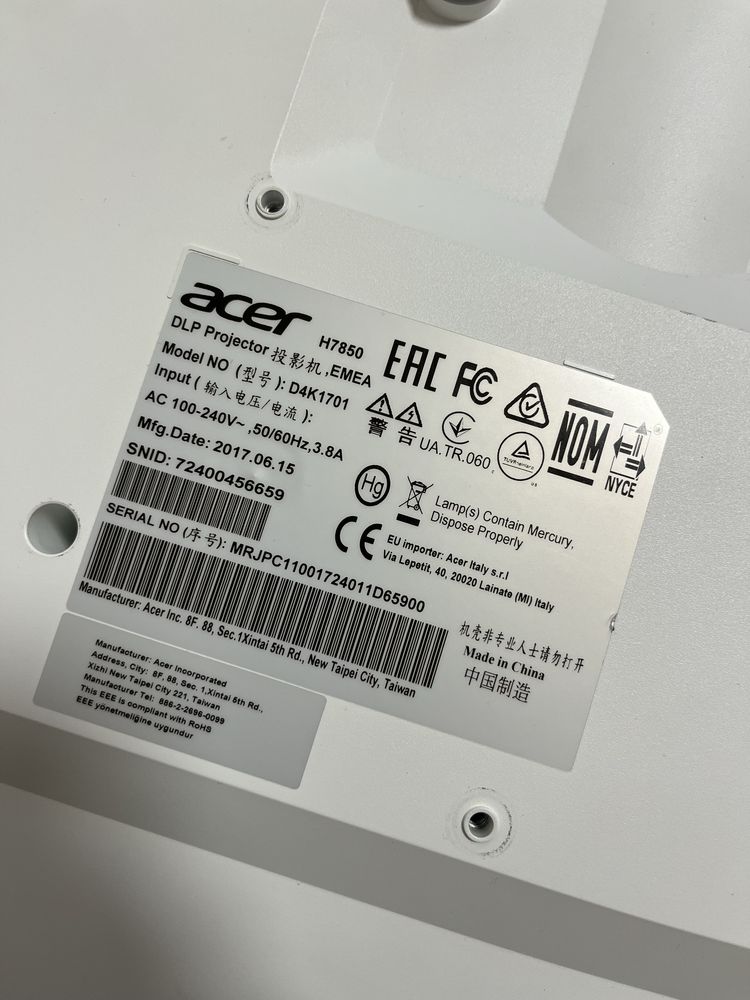 acer
H7850
DLP Projector 投影机,EMEA
Model NO (型号): D4K1701
Input (输入电压/电流):
AC 100-240V~,50/60Hz,3.8A
Mfg.Date: 2017.06.15
SNID: 72400456659
SERIAL NO (序号): MRJPC11001724011D65900
Manufacturer: Acer Inc. 8F. 88, Sec.1Xintai 5th Rd., New Taipei City, Taiwan
EAC FC
警告
UA.TR.060
NOM
NYCE
Hg
Lamp(s) Contain Mercury,
Dispose Properly
CE
EU importer: Acer Italy s.r.l
Via Lepetit, 40, 20020 Lainate (MI) Italy
机壳非专业人士请勿打开
Made in China
中国制造
Manufacturer: Acer Incorporated
Address, City: 8F, 88, Sec. 1,Xintai 5th Rd.,
Xizhi New Taipei City 221, Taiwan
Manufacturer Tel: 886-2-2696-0099
This EEE is compliant with RoHS
EEE yönetmeliğine uygundur